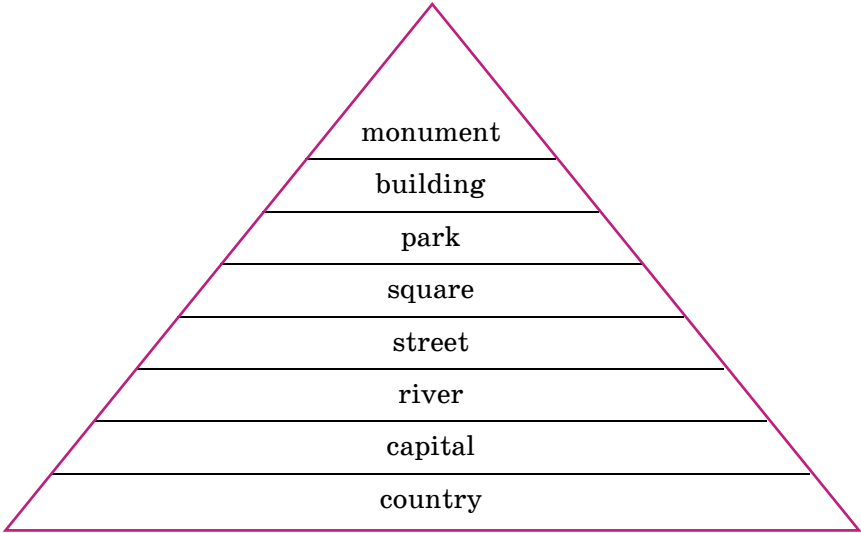 monument
building
park
square
street
river
capital
country